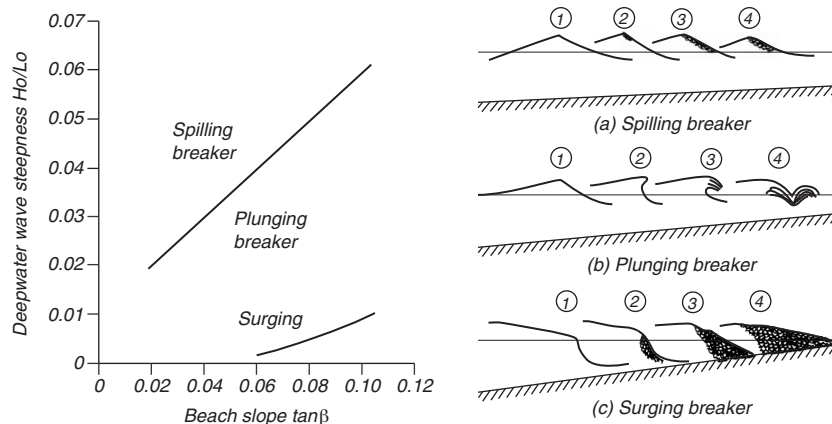 Deepwater wave steepness Ho/Lo
0.07
0.06
0.05
0.04
0.03
0.02
0.01
0
Spilling
breaker
Plunging
breaker
Surging
0
0.02
0.04
0.06
0.08
0.10
0.12
Beach slope tanβ
1
2
3
4
(a) Spilling breaker
1
2
3
4
(b) Plunging breaker
1
2
3
4
(c) Surging breaker